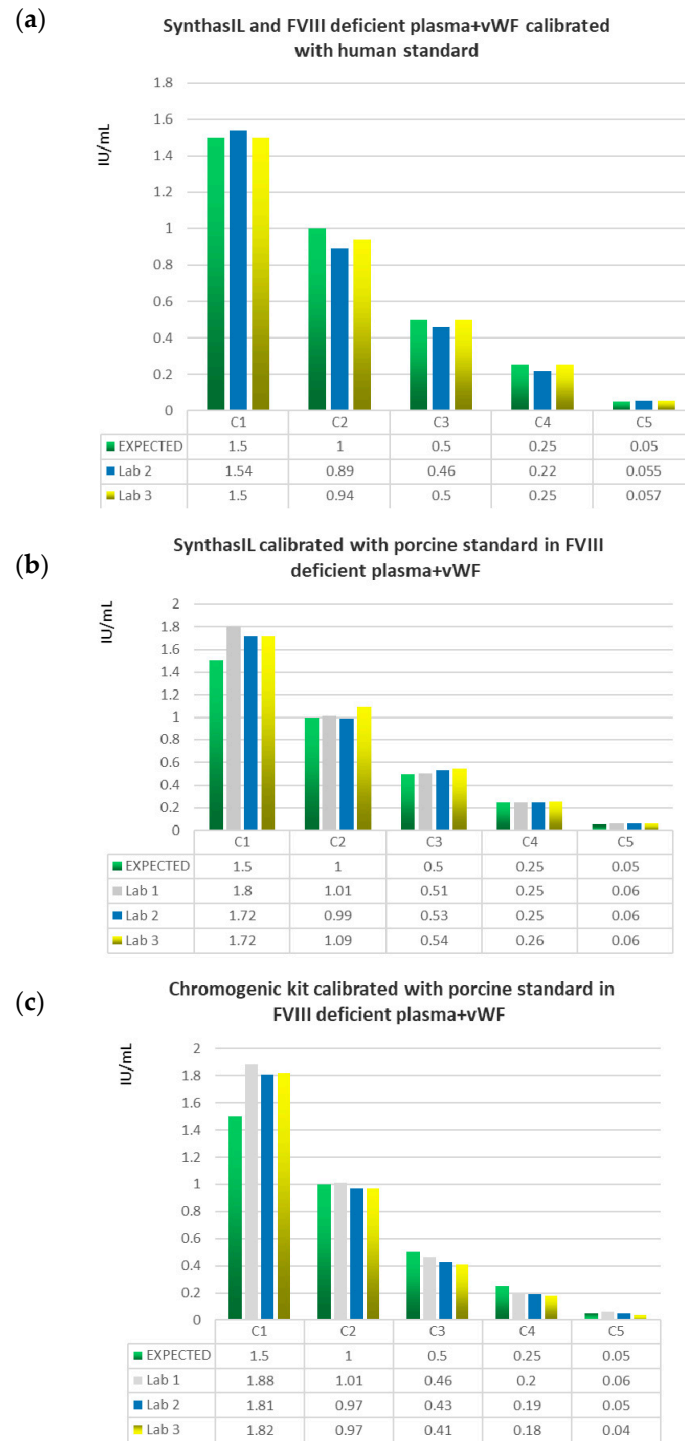 (a)
SynthasIL and FVIII deficient plasma+vWF calibrated
with human standard
IU/mL
1.8
1.6
1.4
1.2
1
0.8
0.6
0.4
0.2
0
C1 C2 C3 C4 C5
EXPECTED 1.5 1 0.5 0.25 0.05
Lab 2 1.54 0.89 0.46 0.22 0.055
Lab 3 1.5 0.94 0.5 0.25 0.057
(b)
SynthasIL calibrated with porcine standard in FVIII
deficient plasma+vWF
IU/mL
2
1.8
1.6
1.4
1.2
1
0.8
0.6
0.4
0.2
0
C1 C2 C3 C4 C5
EXPECTED 1.5 1 0.5 0.25 0.05
Lab 1 1.8 1.01 0.51 0.25 0.06
Lab 2 1.72 0.99 0.53 0.25 0.06
Lab 3 1.72 1.09 0.54 0.26 0.06
(c)
Chromogenic kit calibrated with porcine standard in
FVIII deficient plasma+vWF
IU/mL
2
1.8
1.6
1.4
1.2
1
0.8
0.6
0.4
0.2
0
C1 C2 C3 C4 C5
EXPECTED 1.5 1 0.5 0.25 0.05
Lab 1 1.88 1.01 0.46 0.2 0.06
Lab 2 1.81 0.97 0.43 0.19 0.05
Lab 3 1.82 0.97 0.41 0.18 0.04